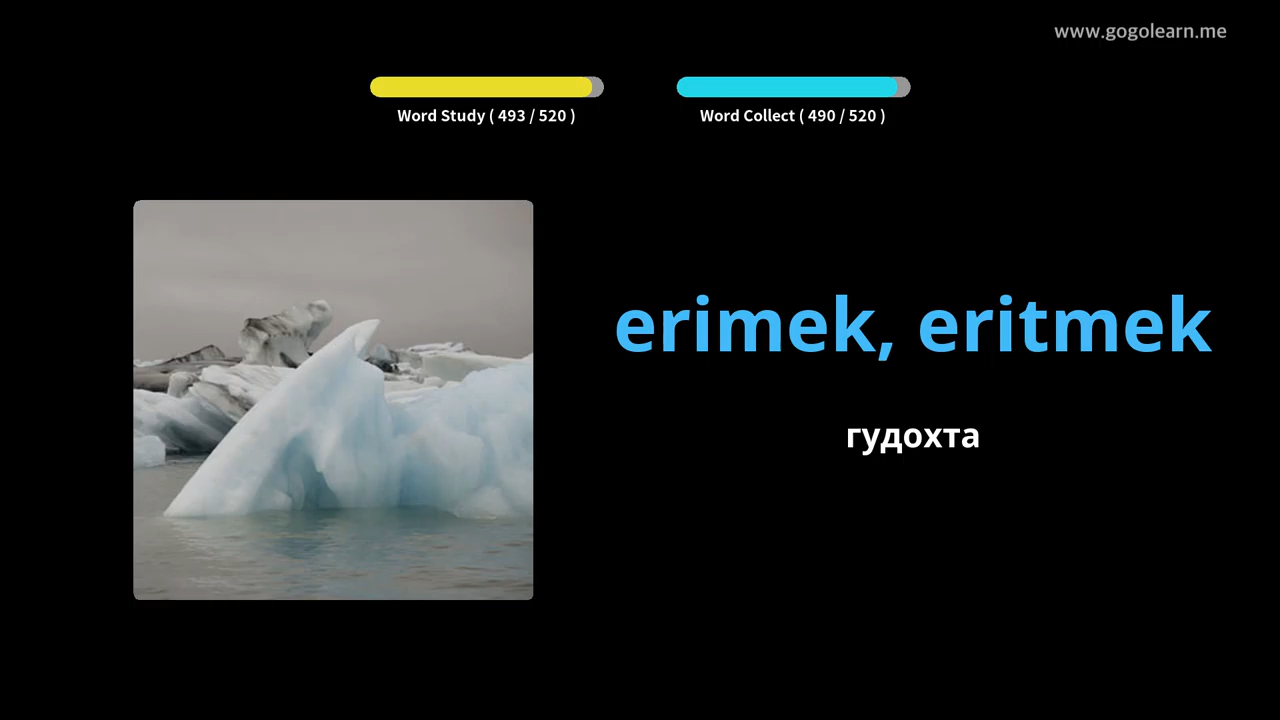 www.gogolearn.me
Word Study ( 493 / 520 )
Word Collect ( 490 / 520 )
erimek, eritmek
гудохта